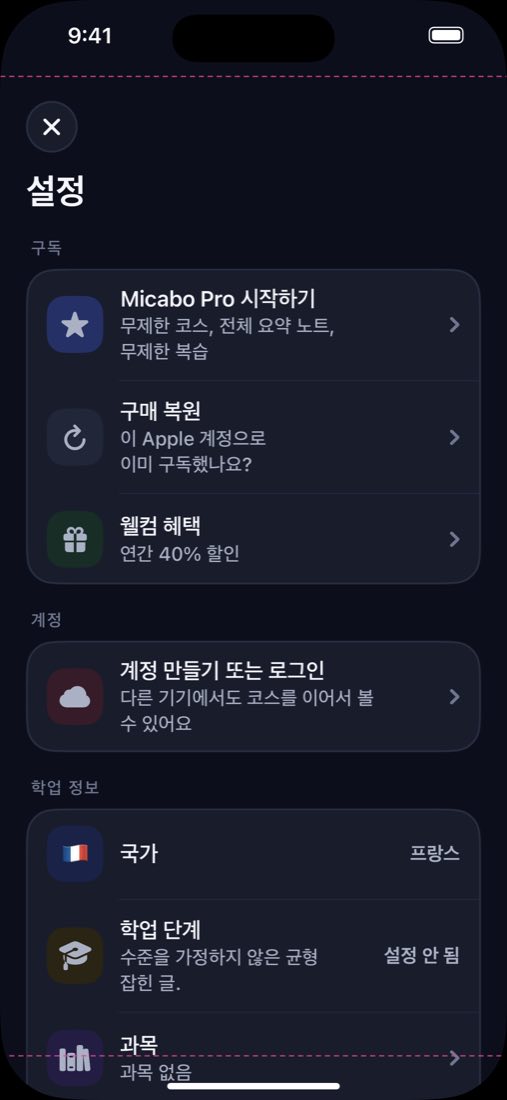 9:41
설정
구독
Micabo Pro 시작하기
무제한 코스, 전체 요약 노트,
무제한 복습
구매 복원
이 Apple 계정으로
이미 구독했나요?
웰컴 혜택
연간 40% 할인
계정
계정 만들기 또는 로그인
다른 기기에서도 코스를 이어서 볼
수 있어요
학업 정보
국가
프랑스
학업 단계
수준을 가정하지 않은 균형
잡힌 글.
설정 안 됨
과목
과목 없음